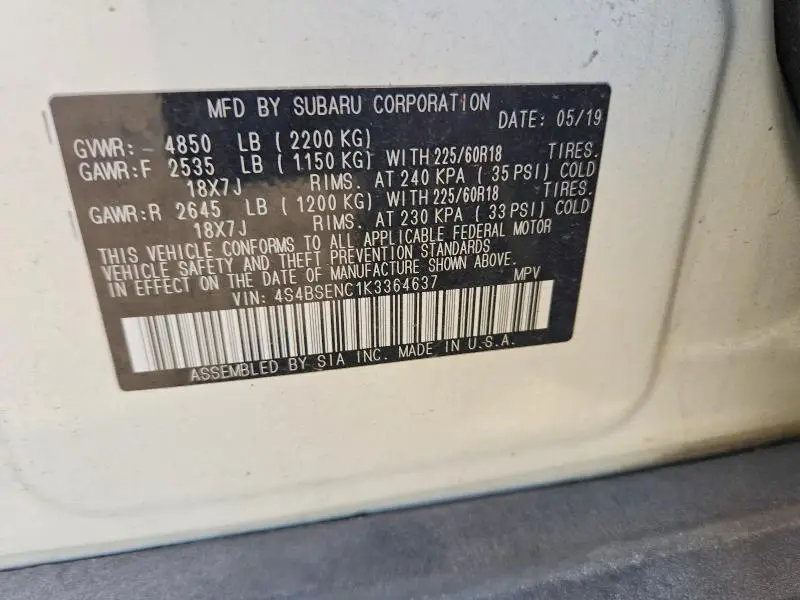 MFD BY SUBARU CORPORATION
DATE: 05/19
GVWR: 4850 LB ( 2200 KG)
GAWR:F 2535 LB ( 1150 KG) WITH 225/60R18 TIRES.
18X7J RIMS. AT 240 KPA ( 35 PSI) COLD
GAWR:R 2645 LB ( 1200 KG) WITH 225/60R18 TIRES.
18X7J RIMS. AT 230 KPA ( 33 PSI) COLD
THIS VEHICLE CONFORMS TO ALL APPLICABLE FEDERAL MOTOR
VEHICLE SAFETY AND THEFT PREVENTION STANDARDS
IN EFFECT ON THE DATE OF MANUFACTURE SHOWN ABOVE.
VIN: 4S4BSENC1K3364637 MPV
ASSEMBLED BY SIA INC. MADE IN U.S.A.